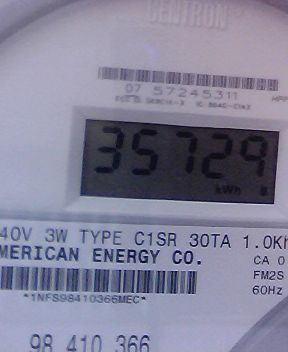 CENTRON®
07 57245311
35729
kWh
40V 3W TYPE C1SR 30TA 1.0Kh
MERICAN ENERGY CO.
CA 0
FM2S
*1NFS98410366MEC*
60Hz
98 410 366